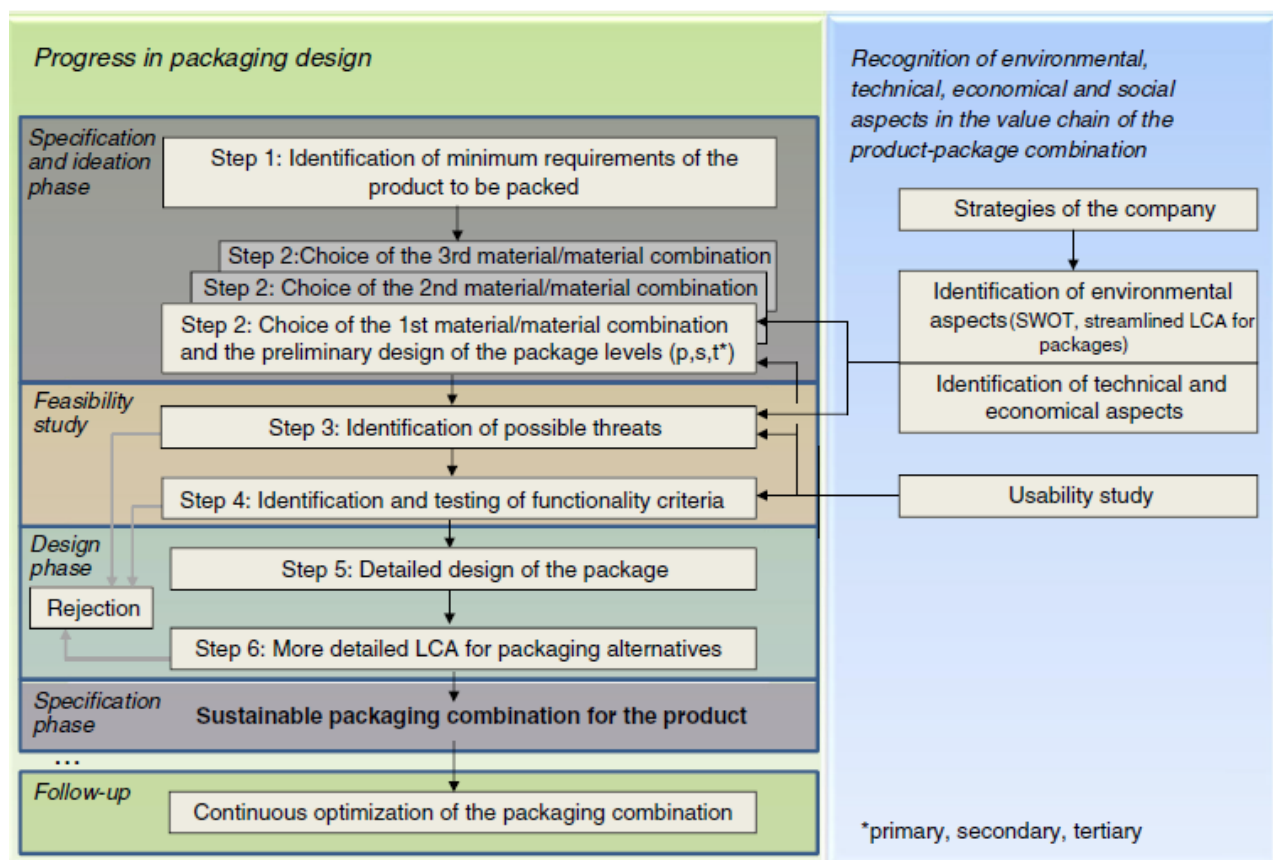 Progress in packaging design
Specification
and ideation
phase
Step 1: Identification of minimum requirements of the
product to be packed
Step 2:Choice of the 3rd material/material combination
Step 2: Choice of the 2nd material/material combination
Step 2: Choice of the 1st material/material combination
and the preliminary design of the package levels (p,s,t*)
Feasibility
study
Step 3: Identification of possible threats
Step 4: Identification and testing of functionality criteria
Design
phase
Step 5: Detailed design of the package
Rejection
Step 6: More detailed LCA for packaging alternatives
Specification
phase
Sustainable packaging combination for the product
...
Follow-up
Continuous optimization of the packaging combination
Recognition of environmental,
technical, economical and social
aspects in the value chain of the
product-package combination
Strategies of the company
Identification of environmental
aspects(SWOT, streamlined LCA for
packages)
Identification of technical and
economical aspects
Usability study
*primary, secondary, tertiary